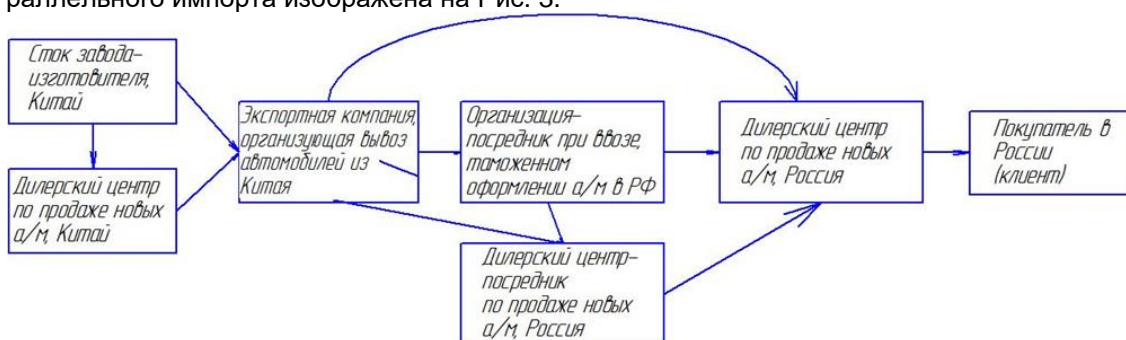 раллельного импорта изображена на Рис. 3.
Сток завода-
изготовителя,
Китай
Дилерский центр
по продаже новых
а/м, Китай
Экспортная компания,
организующая вывоз
автомобилей из
Китая
Организация-
посредник при ввозе,
таможенном
оформлении а/м в РФ
Дилерский центр-
посредник
по продаже новых
а/м, Россия
Дилерский центр
по продаже новых
а/м, Россия
Покупатель в
России
(клиент)